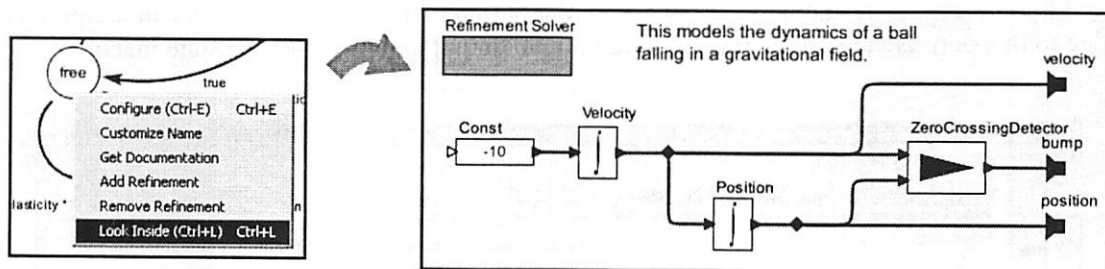 free
true
Configure (Ctrl-E) Ctrl+E
Customize Name
Get Documentation
Add Refinement
Remove Refinement
lasticity *
Look Inside (Ctrl+L) Ctrl+L
Refinement Solver
This models the dynamics of a ball
falling in a gravitational field.
velocity
Const
-10
Velocity
∫
ZeroCrossingDetector
bump
Position
∫
position